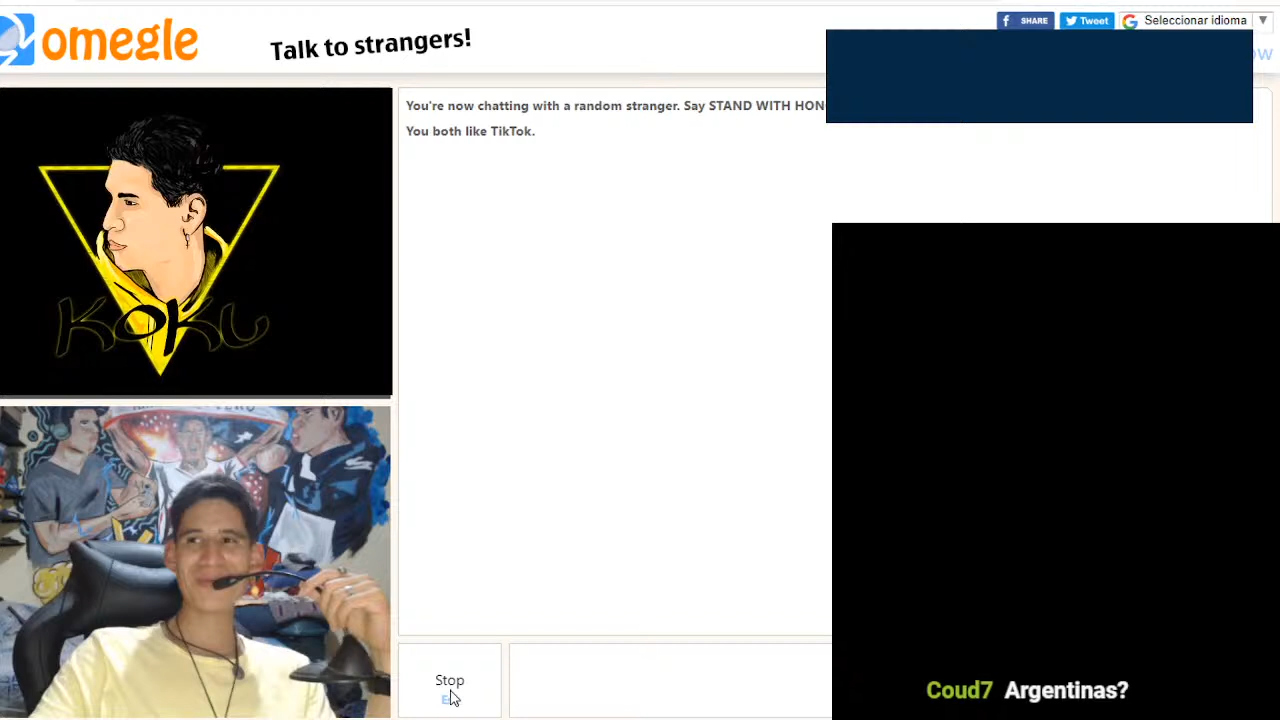 omegle
Talk to strangers!
SHARE
Tweet
Seleccionar idioma
You're now chatting with a random stranger. Say STAND WITH HON
You both like TikTok.
KOKU
Stop
Coud7 Argentinas?